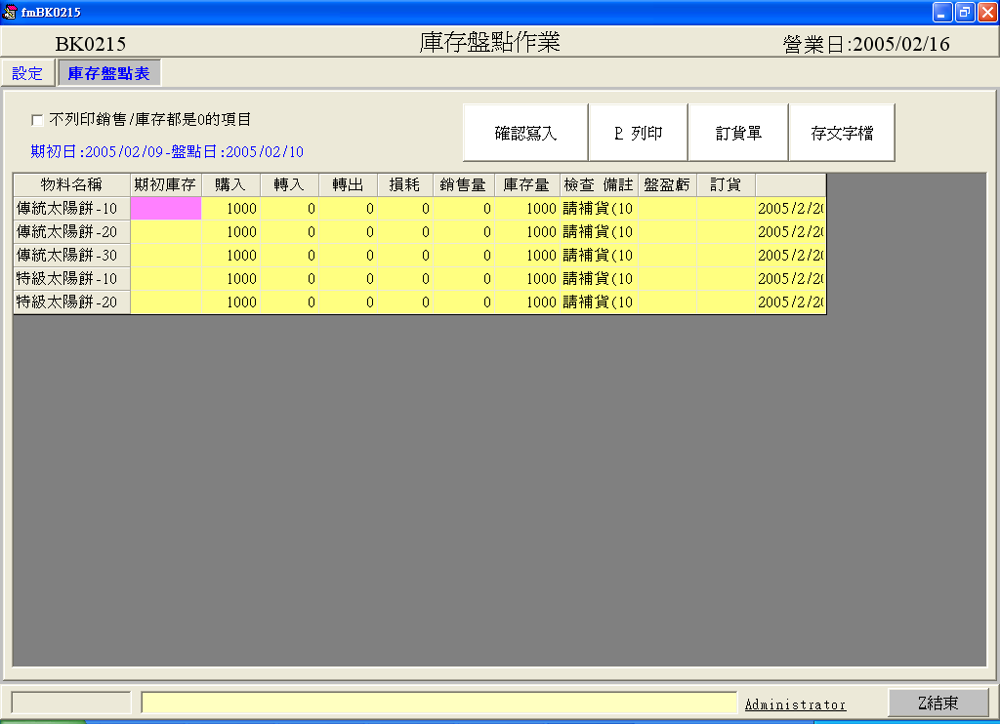 fmBK0215
BK0215 庫存盤點作業 營業日:2005/02/16
設定 庫存盤點表
不列印銷售/庫存都是0的項目
期初日:2005/02/09-盤點日:2005/02/10
確認寫入 P 列印 訂貨單 存文字檔
物料名稱 期初庫存 購入 轉入 轉出 損耗 銷售量 庫存量 檢查 備註 盤盈虧 訂貨
傳統太陽餅-10 1000 0 0 0 0 1000 請補貨(10 2005/2/20
傳統太陽餅-20 1000 0 0 0 0 1000 請補貨(10 2005/2/20
傳統太陽餅-30 1000 0 0 0 0 1000 請補貨(10 2005/2/20
特級太陽餅-10 1000 0 0 0 0 1000 請補貨(10 2005/2/20
特級太陽餅-20 1000 0 0 0 0 1000 請補貨(10 2005/2/20
Administrator Z結束